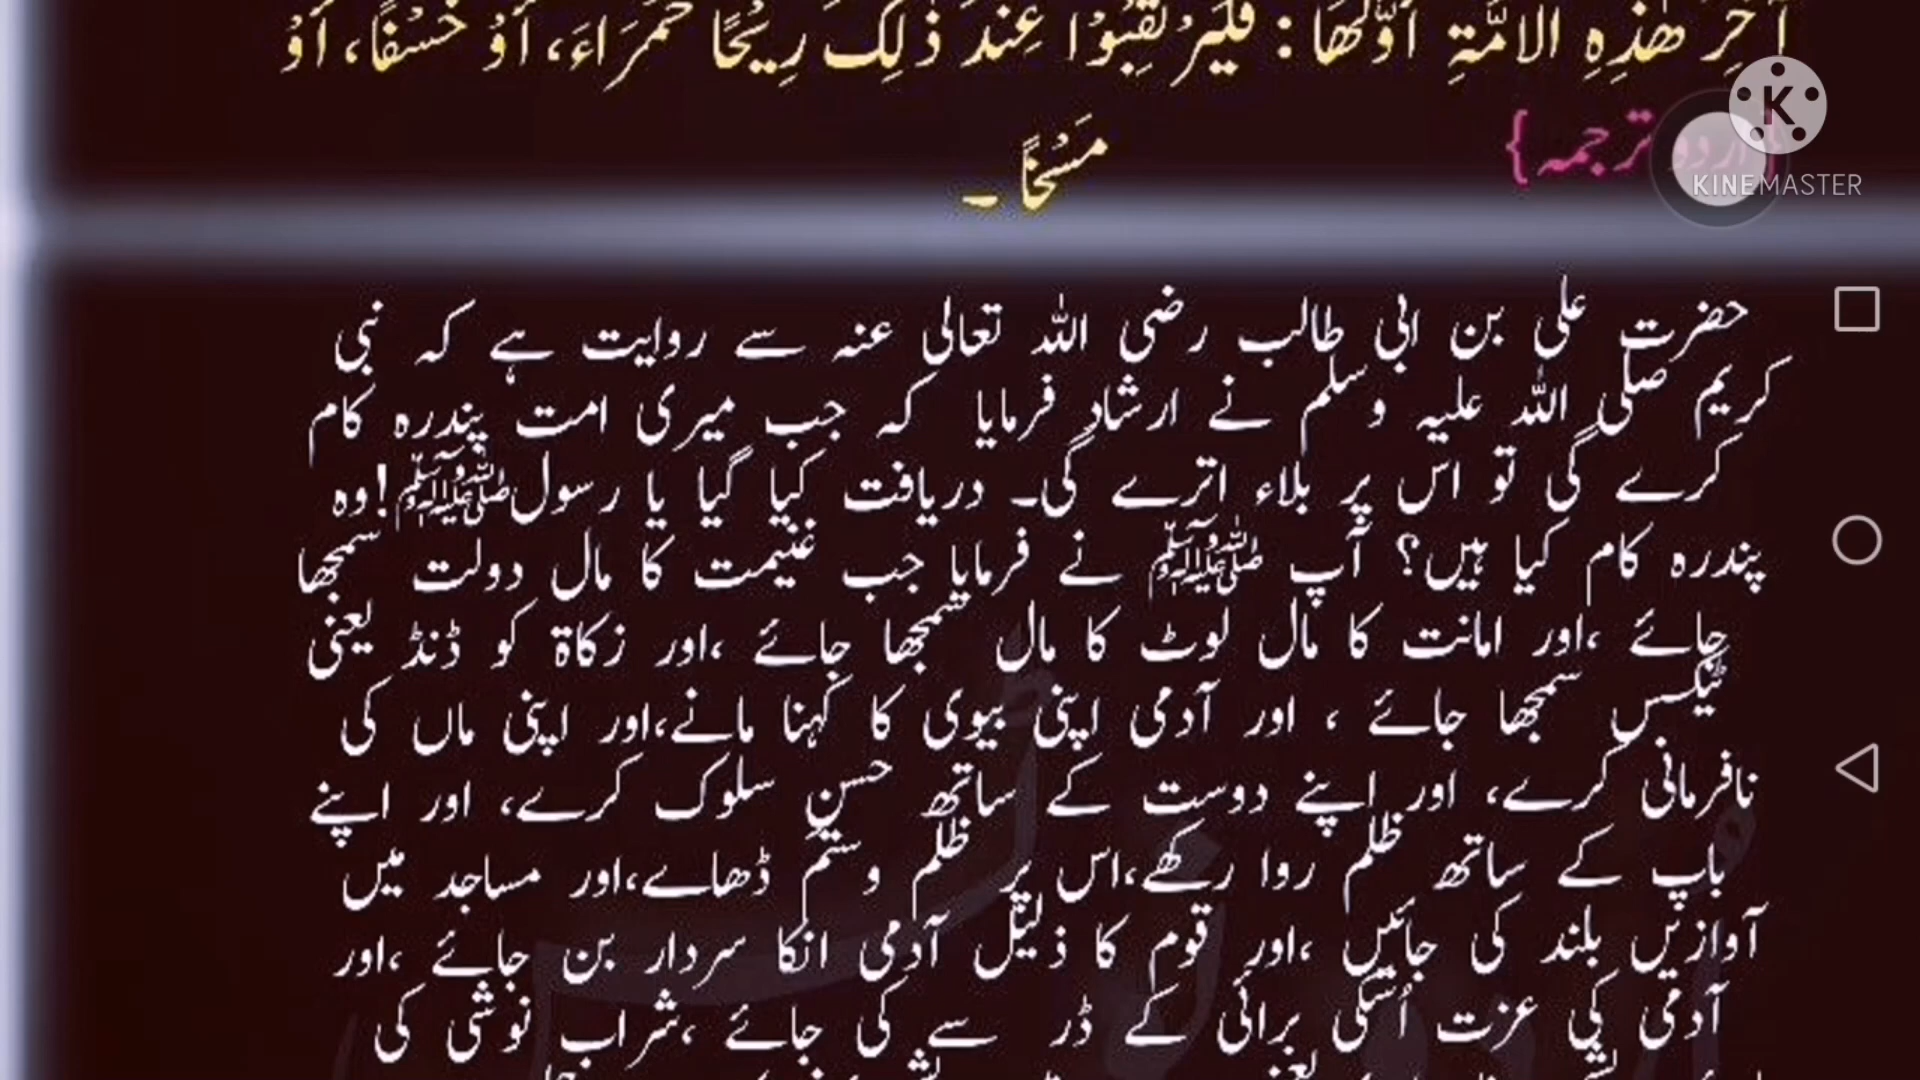 آخِرُ هٰذِهِ الْاُمَّةِ اَوَّلَهَا : فَلْيَرْتَقِبُوْا عِنْدَ ذٰلِكَ رِيْحًا حَمْرَاءَ، أَوْ خَسْفًا، أَوْ
مَسْخًا ۔
{اردو ترجمہ}
KINEMASTER
حضرت علی بن ابی طالب رضی اللہ تعالی عنہ سے روایت ہے کہ نبی
کریم صلی اللہ علیہ وسلم نے ارشاد فرمایا کہ جب میری امت پندرہ کام
کرے گی تو اس پر بلاء اترے گی۔ دریافت کیا گیا یا رسولﷺ!وہ
پندرہ کام کیا ہیں؟ آپ ﷺ نے فرمایا جب غنیمت کا مال دولت سمجھا
جائے ،اور امانت کا مال لوٹ کا مال سمجھا جائے ،اور زکاۃ کو ڈنڈ یعنی
ٹیکس سمجھا جائے ، اور آدمی اپنی بیوی کا کہنا مانے،اور اپنی ماں کی
نافرمانی کرے، اور اپنے دوست کے ساتھ حسن سلوک کرے، اور اپنے
باپ کے ساتھ ظلم روا رکھے،اس پر ظلم و ستم ڈھاے،اور مساجد میں
آوازیں بلند کی جائیں ،اور قوم کا ذلیل آدمی انکا سردار بن جائے ،اور
آدمی کی عزت اُسکی برائی کے ڈر سے کی جائے ،شراب نوشی کی